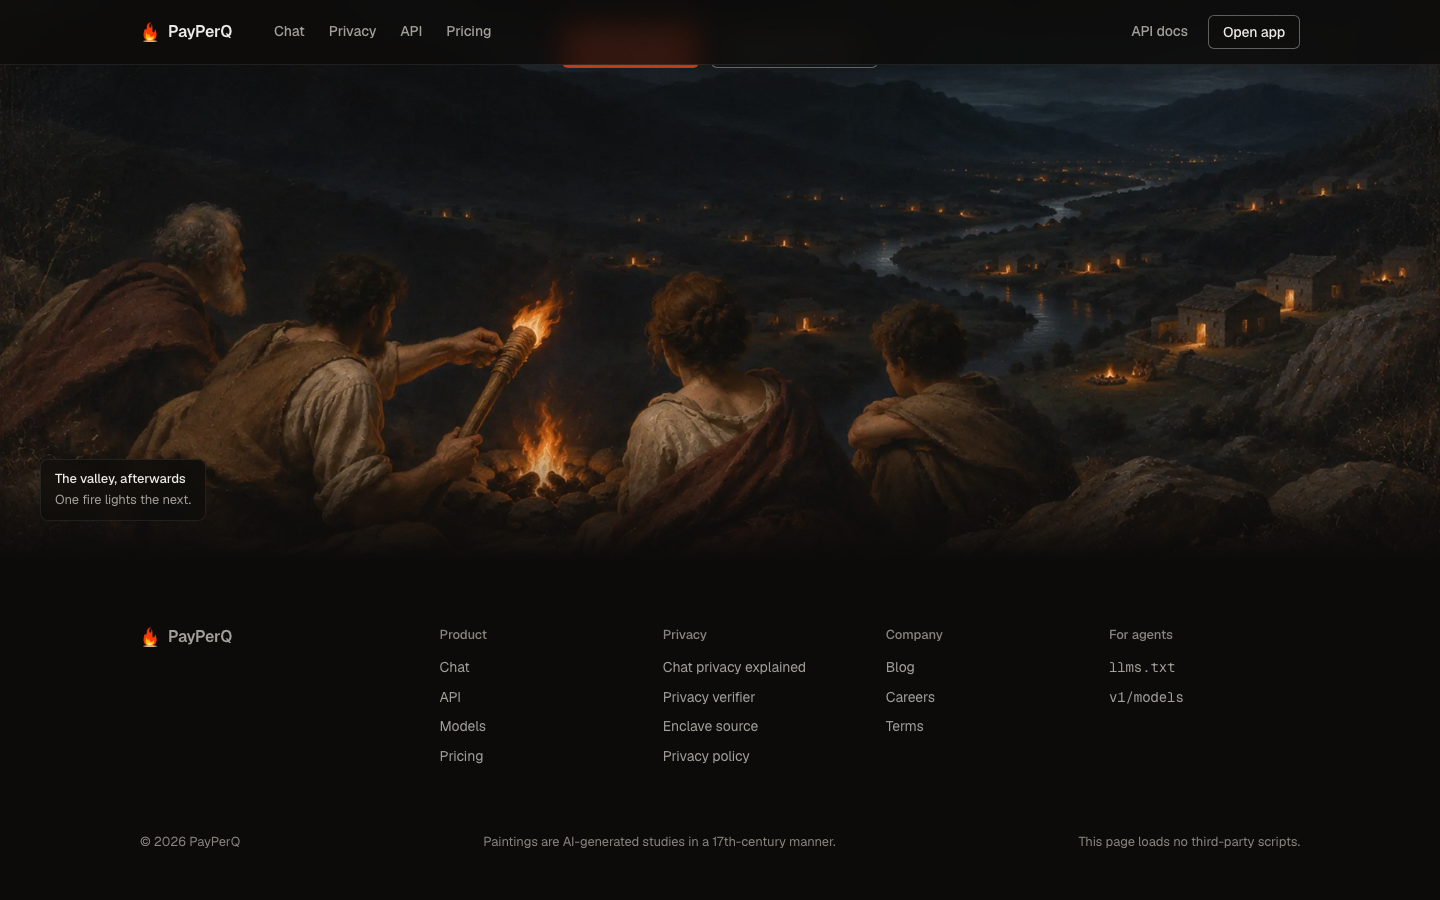 PayPerQ
Chat
Privacy
API
Pricing
API docs
Open app
The valley, afterwards
One fire lights the next.
PayPerQ
Product
Chat
API
Models
Pricing
Privacy
Chat privacy explained
Privacy verifier
Enclave source
Privacy policy
Company
Blog
Careers
Terms
For agents
llms.txt
v1/models
© 2026 PayPerQ
Paintings are AI-generated studies in a 17th-century manner.
This page loads no third-party scripts.